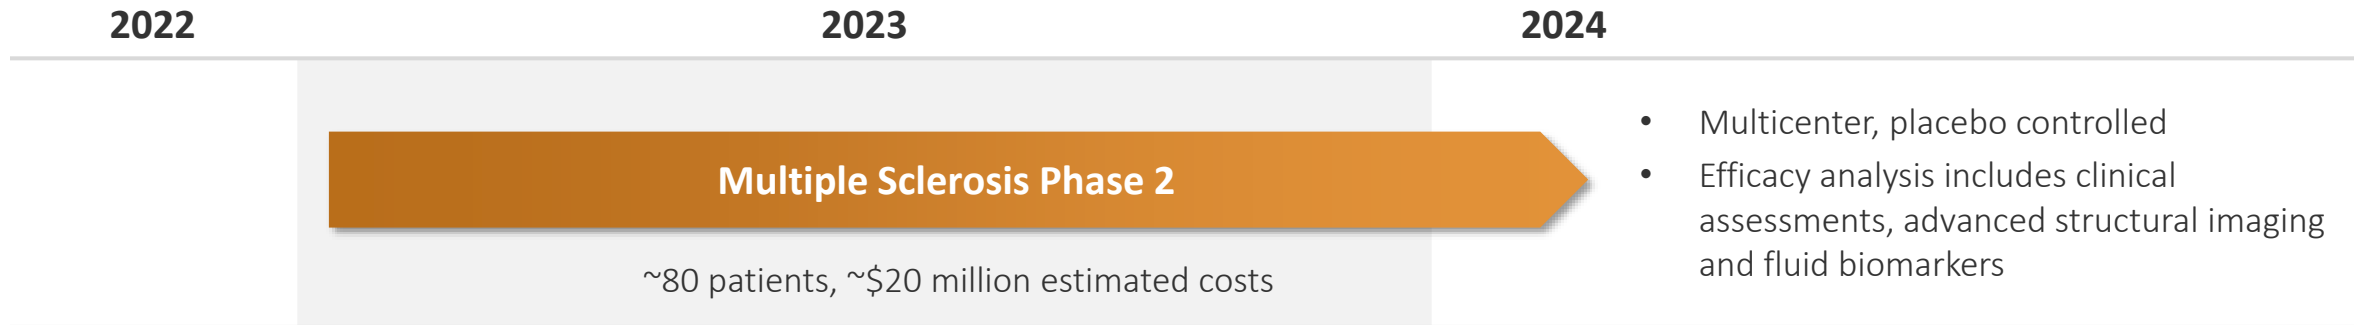 2022 2023 2024
Multiple Sclerosis Phase 2
~80 patients, ~$20 million estimated costs
• Multicenter, placebo controlled
• Efficacy analysis includes clinical
assessments, advanced structural imaging
and fluid biomarkers